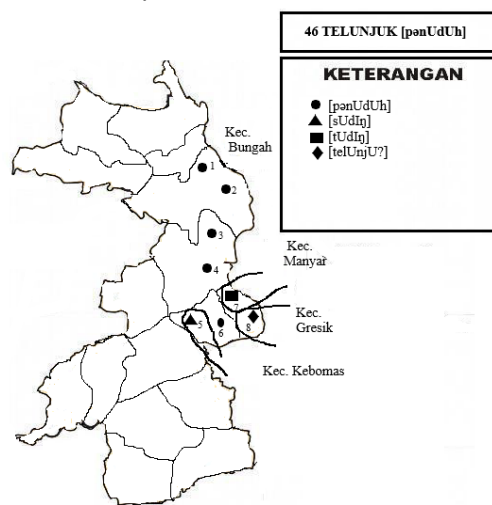 46 TELUNJUK [pənUdUh]
KETERANGAN
[pənUdUh]
[sUdIŋ]
[tUdIŋ]
[telUnjU?]
Kec.
Bungah
1
2
3
Kec.
Manyar
4
7
Kec.
Gresik
5
6
8
Kec. Kebomas